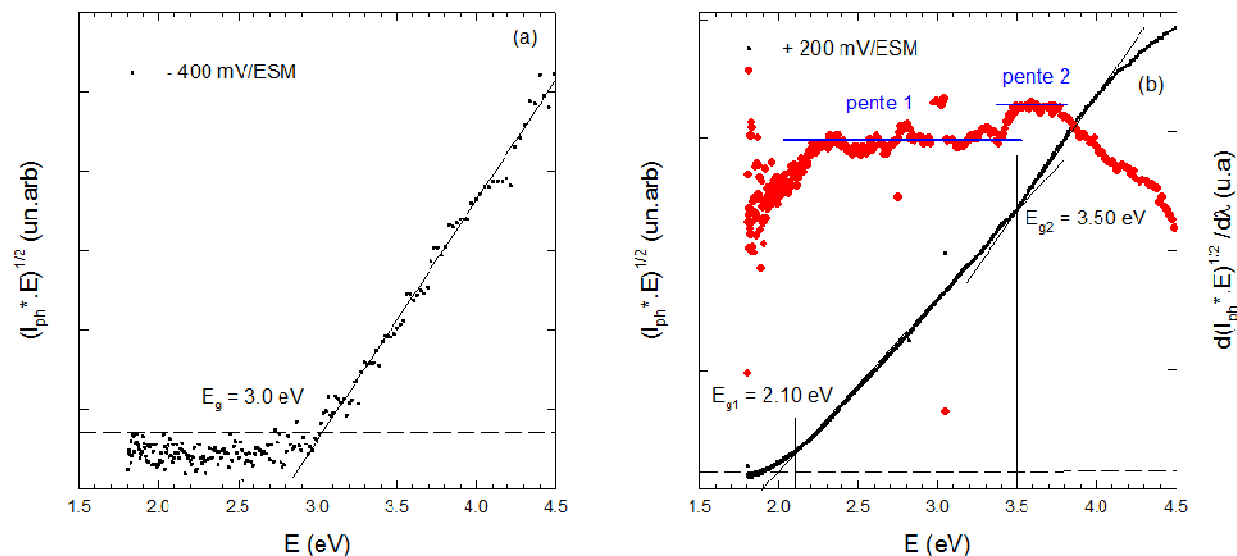 (a)
- 400 mV/ESM
(I_ph*.E)^1/2 (un.arb)
E_g = 3.0 eV
1.5 2.0 2.5 3.0 3.5 4.0 4.5
E (eV)
+ 200 mV/ESM
pente 2
(b)
pente 1
(I_ph*.E)^1/2 (un.arb)
d(I_ph*.E)^1/2/dλ (u.a)
E_g2 = 3.50 eV
E_g1 = 2.10 eV
1.5 2.0 2.5 3.0 3.5 4.0 4.5
E (eV)